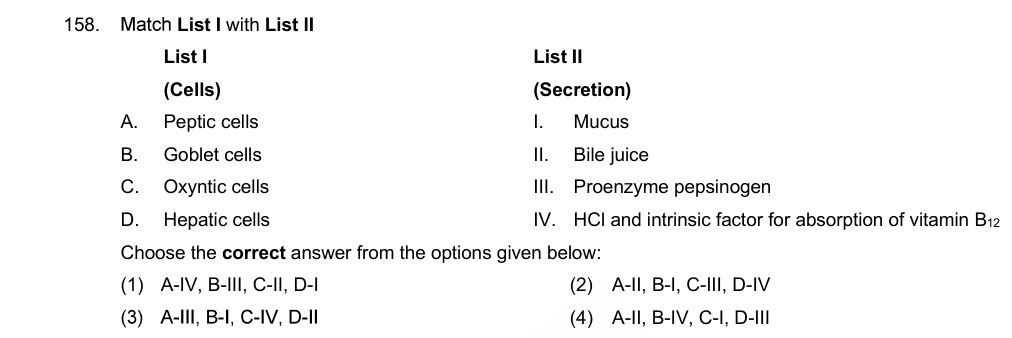 158. Match List I with List II
List I List II
(Cells) (Secretion)
A. Peptic cells I. Mucus
B. Goblet cells II. Bile juice
C. Oxyntic cells III. Proenzyme pepsinogen
D. Hepatic cells IV. HCl and intrinsic factor for absorption of vitamin B₁₂
Choose the correct answer from the options given below:
(1) A-IV, B-III, C-II, D-I (2) A-II, B-I, C-III, D-IV
(3) A-III, B-I, C-IV, D-II (4) A-II, B-IV, C-I, D-III